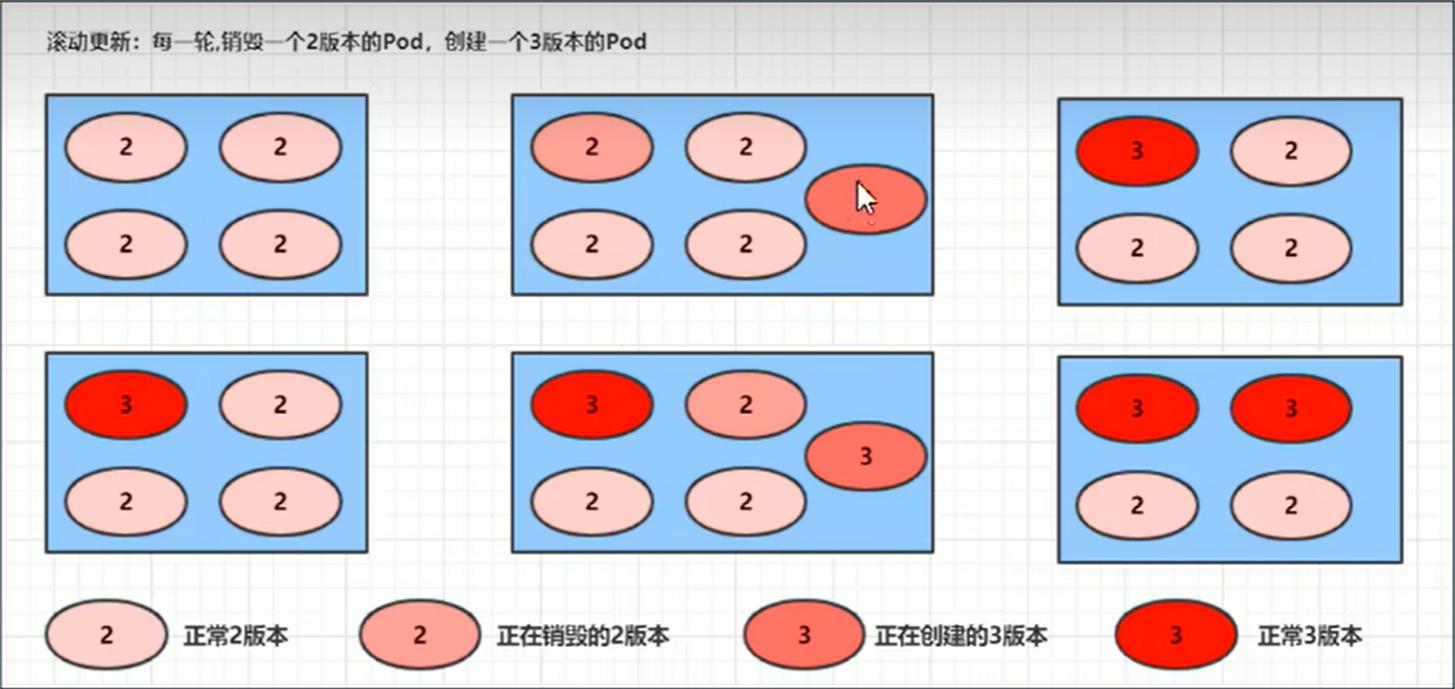 滚动更新：每一轮,销毁一个2版本的Pod，创建一个3版本的Pod
2 2 2 2 3 2
2 2 2 2 2 2
3 2 3 2 3 3
3
2 2 2 2 2 2
2 正常2版本 2 正在销毁的2版本 3 正在创建的3版本 3 正常3版本